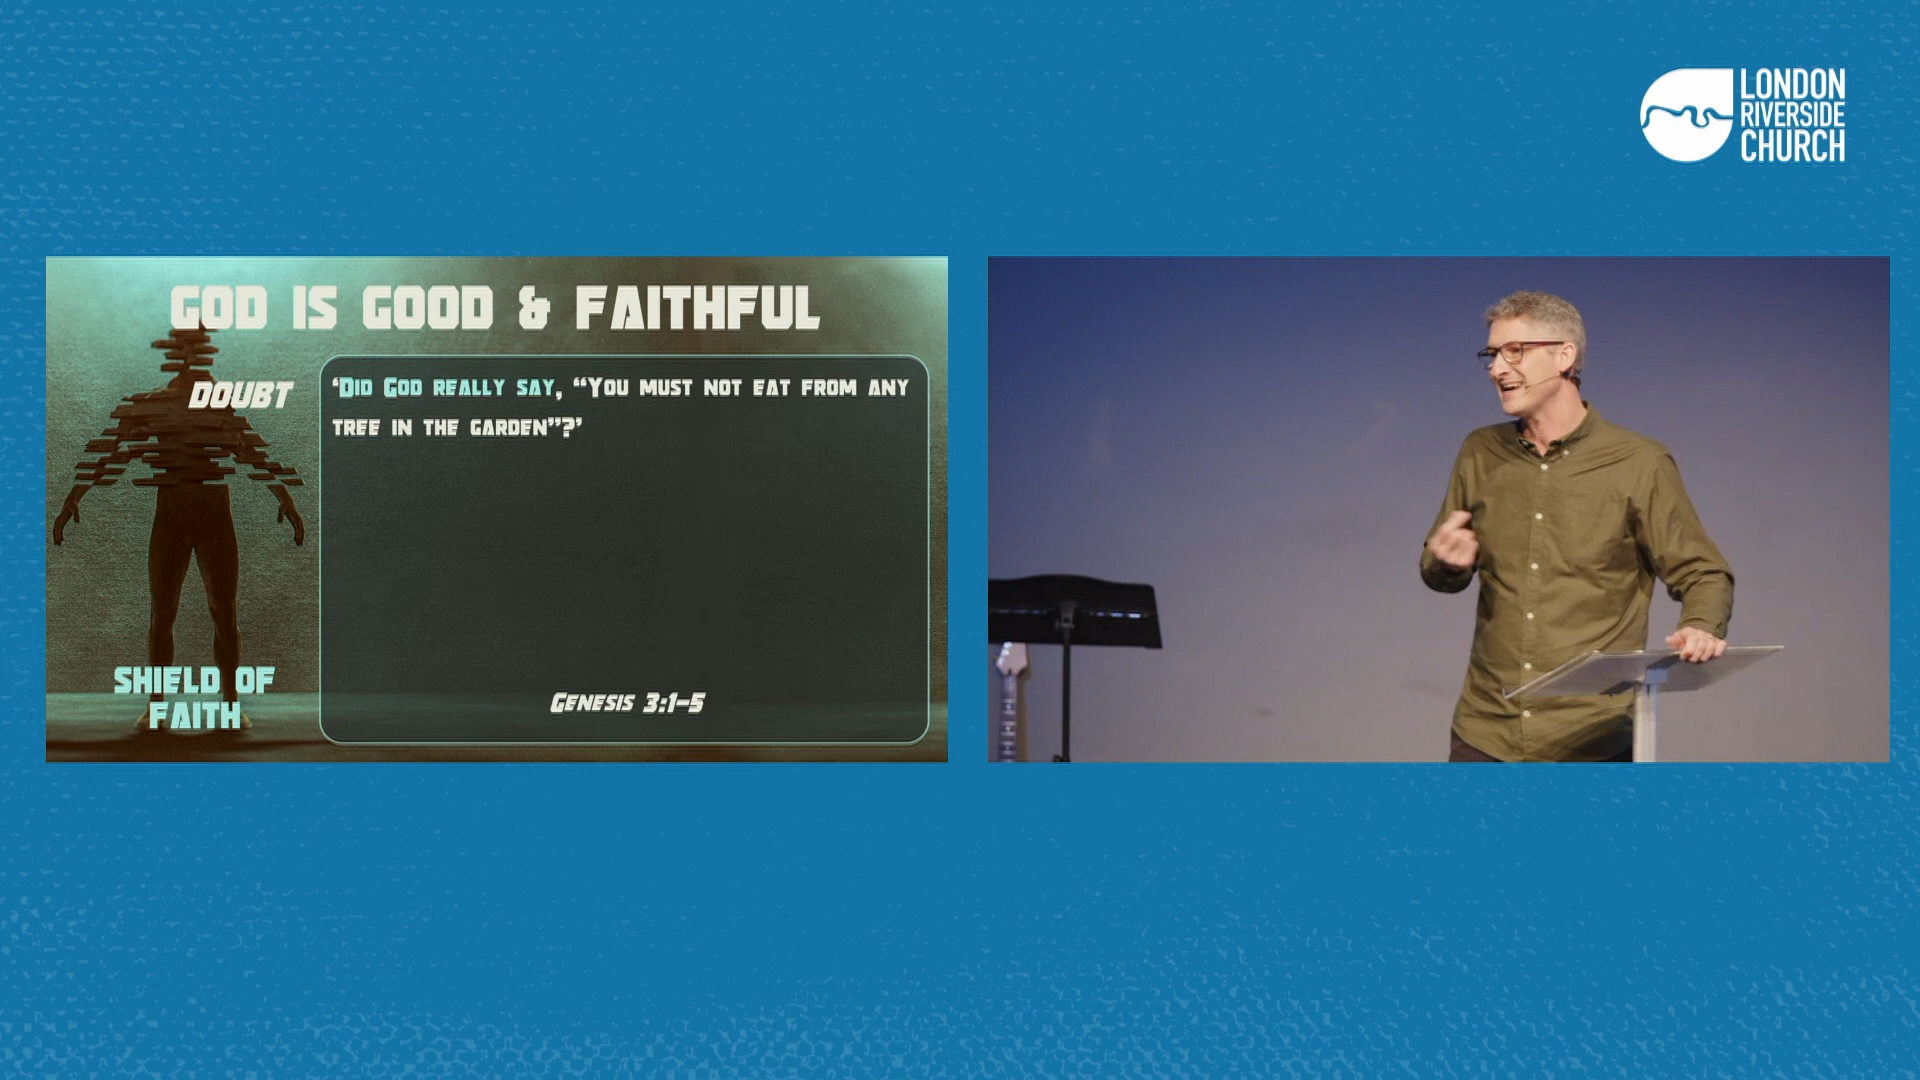 LONDON
RIVERSIDE
CHURCH
GOD IS GOOD & FAITHFUL
DOUBT
‘DID GOD REALLY SAY, “YOU MUST NOT EAT FROM ANY
TREE IN THE GARDEN”?’
SHIELD OF
FAITH
GENESIS 3:1–5